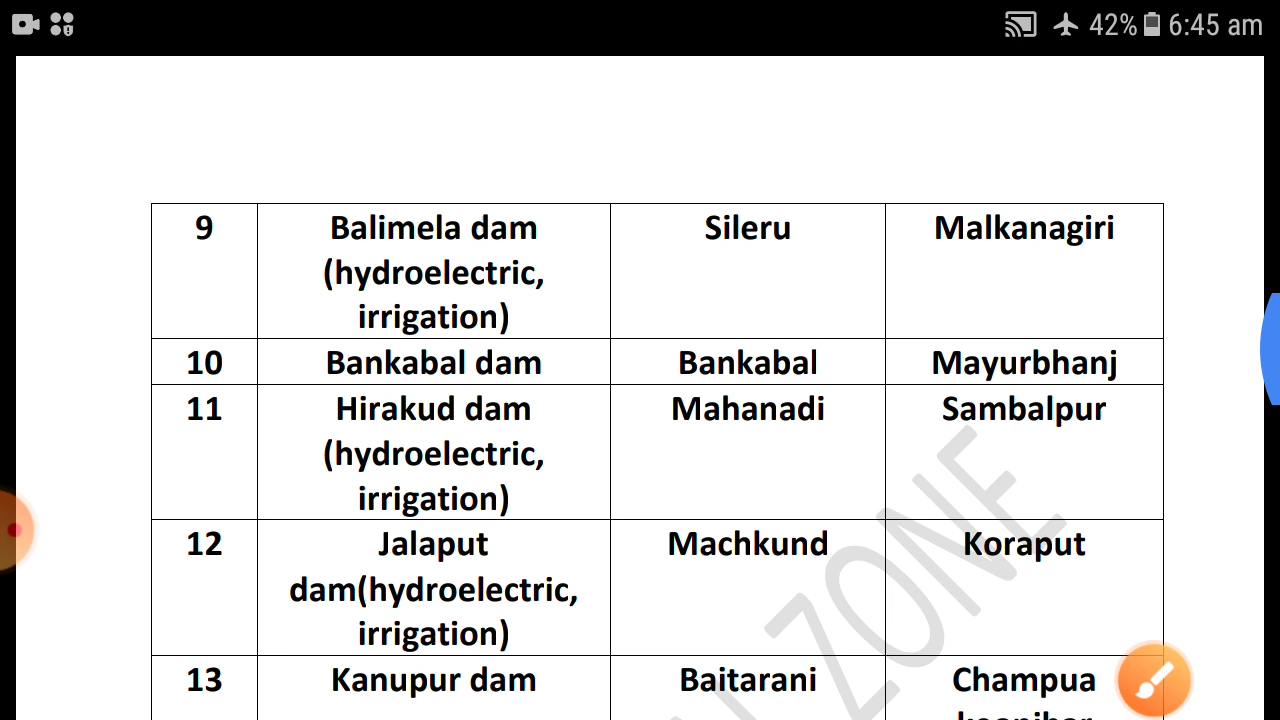 42% 6:45 am
9 Balimela dam Sileru Malkanagiri
(hydroelectric,
irrigation)
10 Bankabal dam Bankabal Mayurbhanj
11 Hirakud dam Mahanadi Sambalpur
(hydroelectric,
irrigation)
12 Jalaput Machkund Koraput
dam(hydroelectric,
irrigation)
13 Kanupur dam Baitarani Champua
ZONE